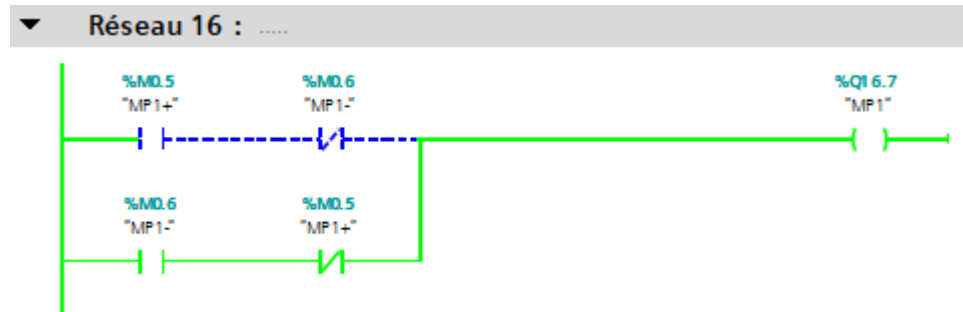 Réseau 16 : .....
%M0.5 %M0.6 %Q16.7
"MP1+" "MP1-" "MP1"
%M0.6 %M0.5
"MP1-" "MP1+"